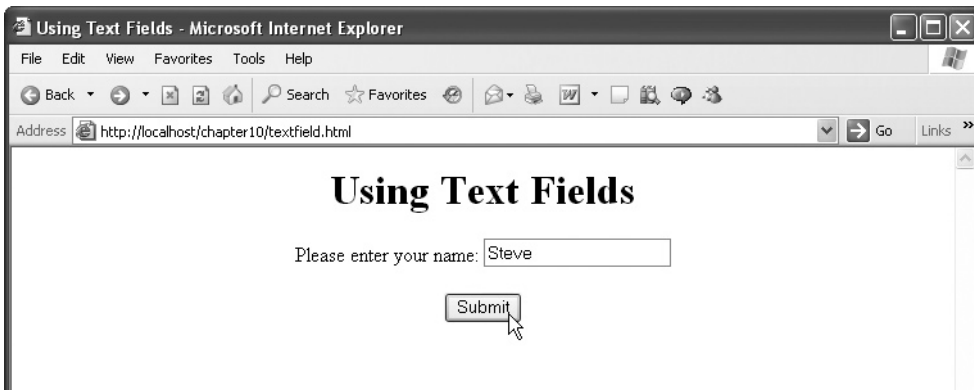 Using Text Fields - Microsoft Internet Explorer
File Edit View Favorites Tools Help
Back Search Favorites W
Address http://localhost/chapter10/textfield.html Go Links »
Using Text Fields
Please enter your name: Steve
Submit